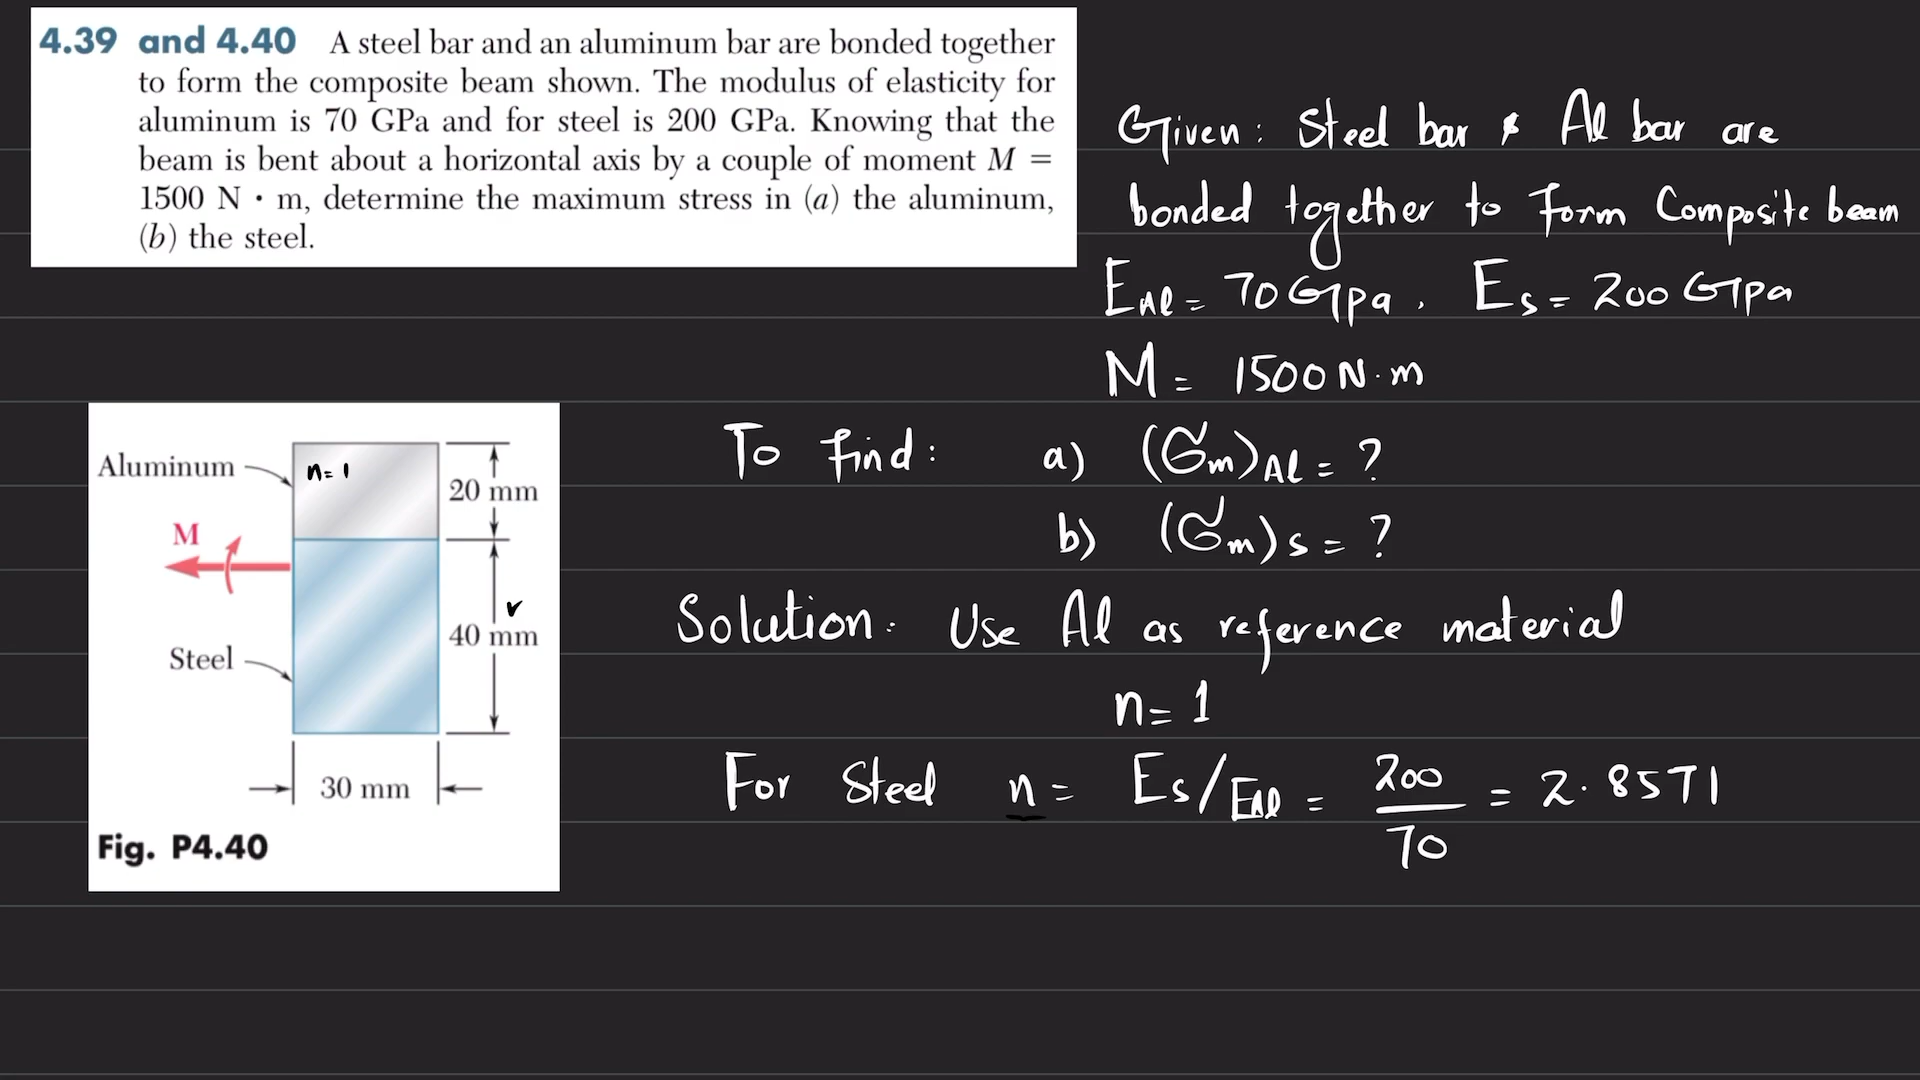 4.39 and 4.40 A steel bar and an aluminum bar are bonded together
to form the composite beam shown. The modulus of elasticity for
aluminum is 70 GPa and for steel is 200 GPa. Knowing that the
beam is bent about a horizontal axis by a couple of moment M =
1500 N · m, determine the maximum stress in (a) the aluminum,
(b) the steel.
Given: Steel bar & Al bar are
bonded together to Form Composite beam
EAl = 70 Gpa, Es = 200 Gpa
M = 1500 N·m
To find: a) (σm)Al = ?
b) (σm)s = ?
Solution: Use Al as reference material
n = 1
For Steel n = Es/EAl = 200/70 = 2.8571
Aluminum
n=1
20 mm
M
40 mm
Steel
30 mm
Fig. P4.40